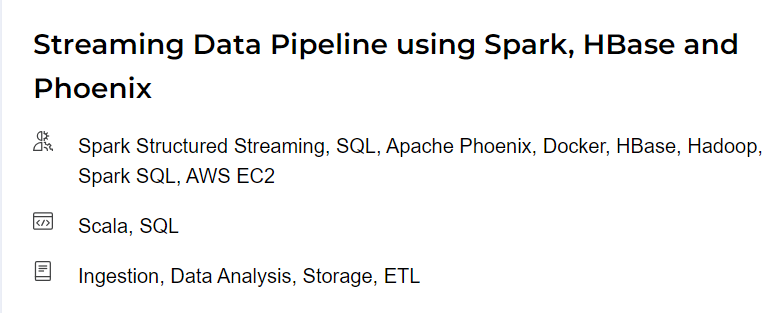 Streaming Data Pipeline using Spark, HBase and
Phoenix
Spark Structured Streaming, SQL, Apache Phoenix, Docker, HBase, Hadoop,
Spark SQL, AWS EC2
Scala, SQL
Ingestion, Data Analysis, Storage, ETL